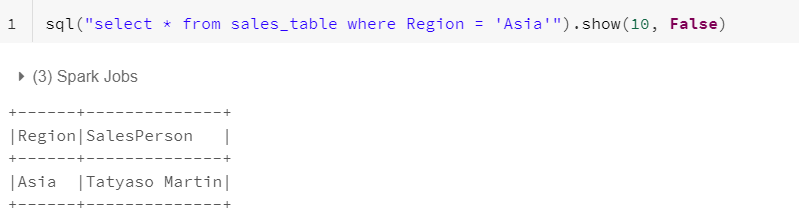 1 sql("select * from sales_table where Region = 'Asia'").show(10, False)
(3) Spark Jobs
+------+--------------+
|Region|SalesPerson   |
+------+--------------+
|Asia  |Tatyaso Martin|
+------+--------------+